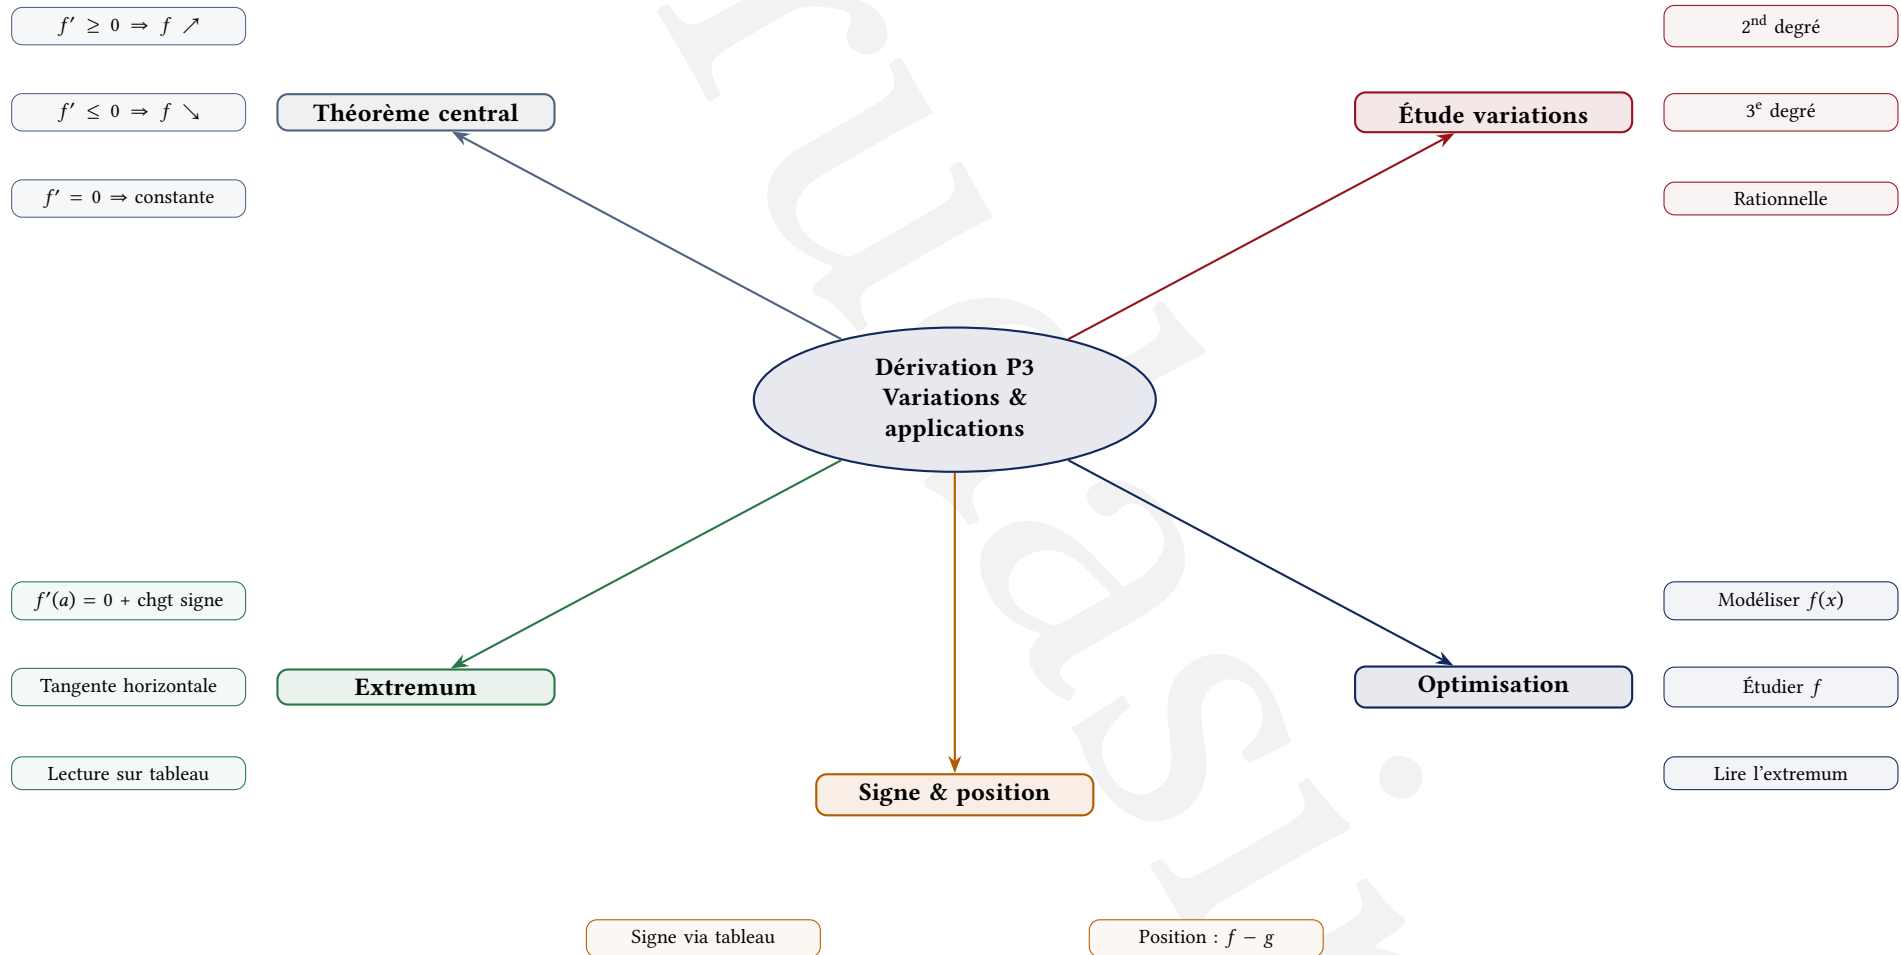 f′ ≥ 0 ⇒ f ↗
f′ ≤ 0 ⇒ f ↘
f′ = 0 ⇒ constante
Théorème central
2nd degré
3e degré
Rationnelle
Étude variations
Dérivation P3
Variations &
applications
f′(a) = 0 + chgt signe
Tangente horizontale
Lecture sur tableau
Extremum
Modéliser f(x)
Étudier f
Lire l'extremum
Optimisation
Signe & position
Signe via tableau
Position : f − g